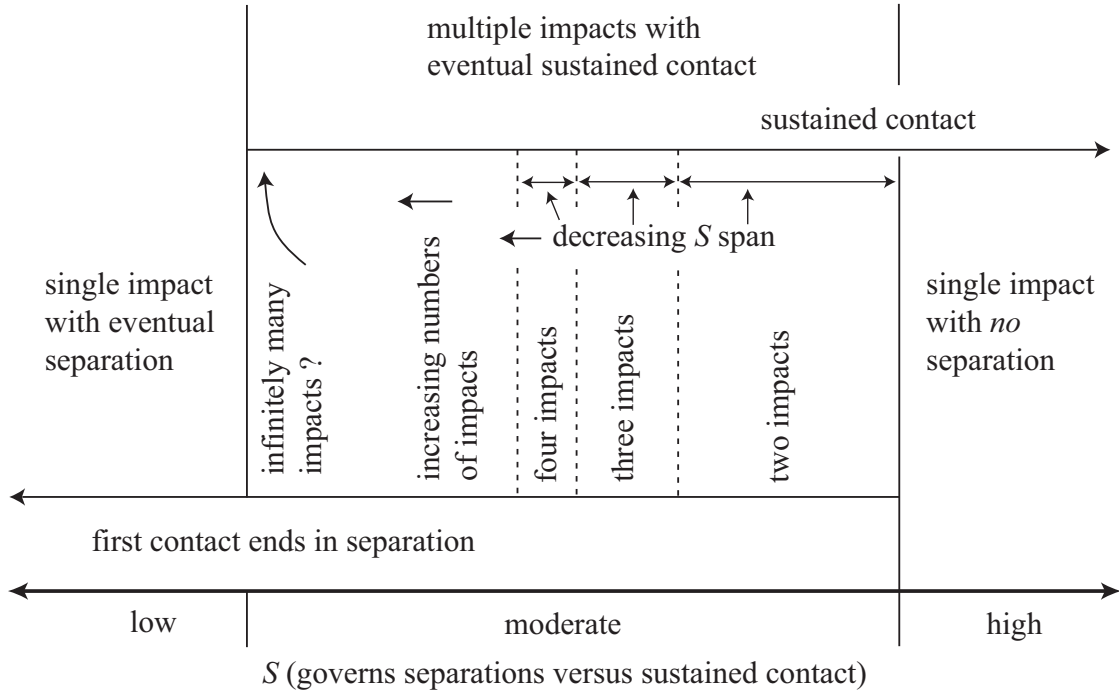 multiple impacts with
eventual sustained contact
sustained contact
decreasing S span
single impact
with eventual
separation
infinitely many
impacts ?
increasing numbers
of impacts
four impacts
three impacts
two impacts
single impact
with no
separation
first contact ends in separation
low
moderate
high
S (governs separations versus sustained contact)